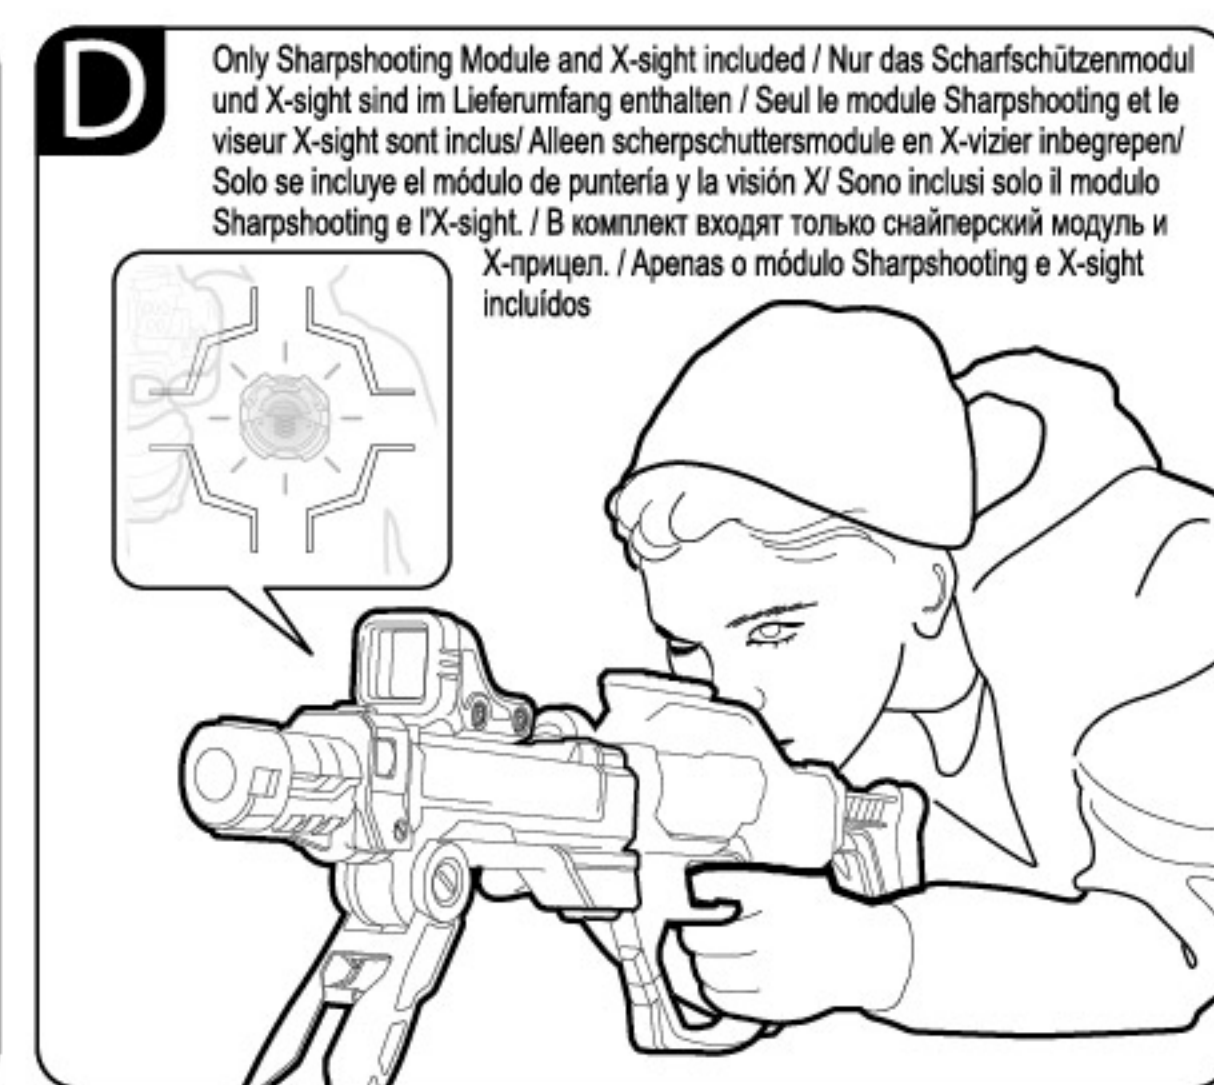 D
Only Sharpshooting Module and X-sight included / Nur das Scharfschützenmodul
und X-sight sind im Lieferumfang enthalten / Seul le module Sharpshooting et le
viseur X-sight sont inclus/ Alleen scherpschuttersmodule en X-vizier inbegrepen/
Solo se incluye el módulo de puntería y la visión X/ Sono inclusi solo il modulo
Sharpshooting e l'X-sight. / В комплект входят только снайперский модуль и
Х-прицел. / Apenas o módulo Sharpshooting e X-sight
incluídos